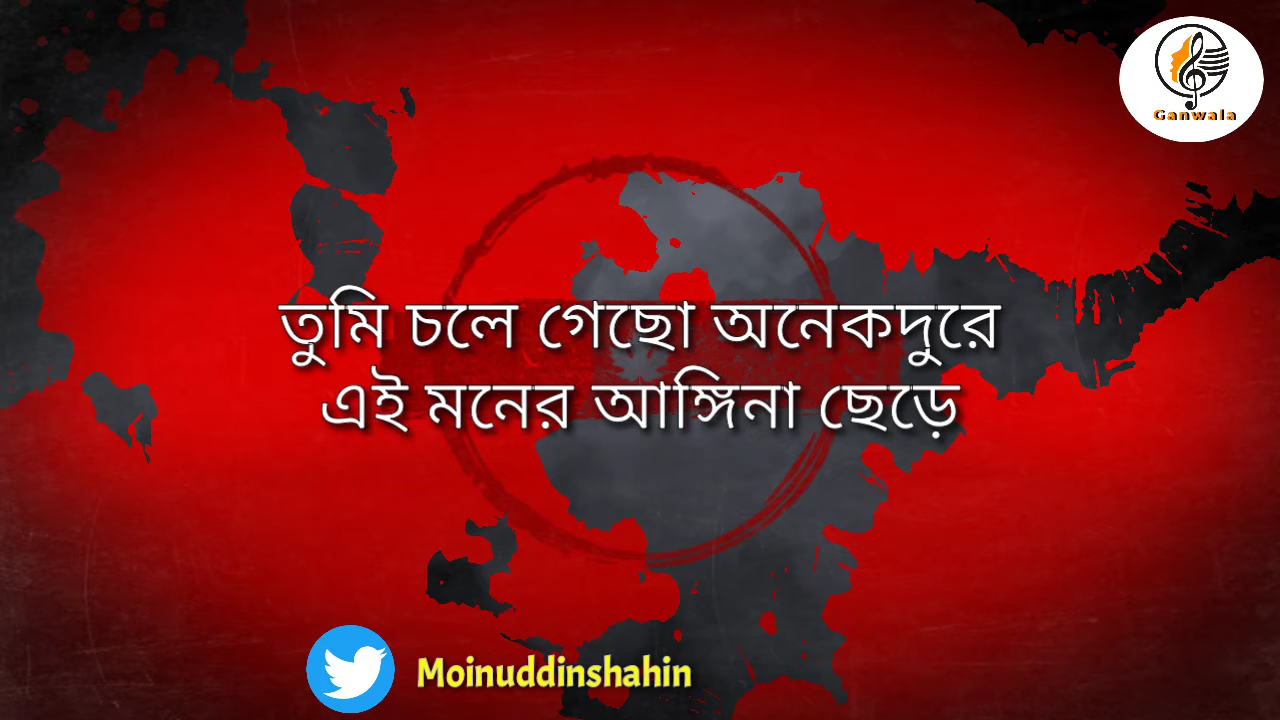 Ganwala
তুমি চলে গেছো অনেকদুরে
এই মনের আঙ্গিনা ছেড়ে
Moinuddinshahin